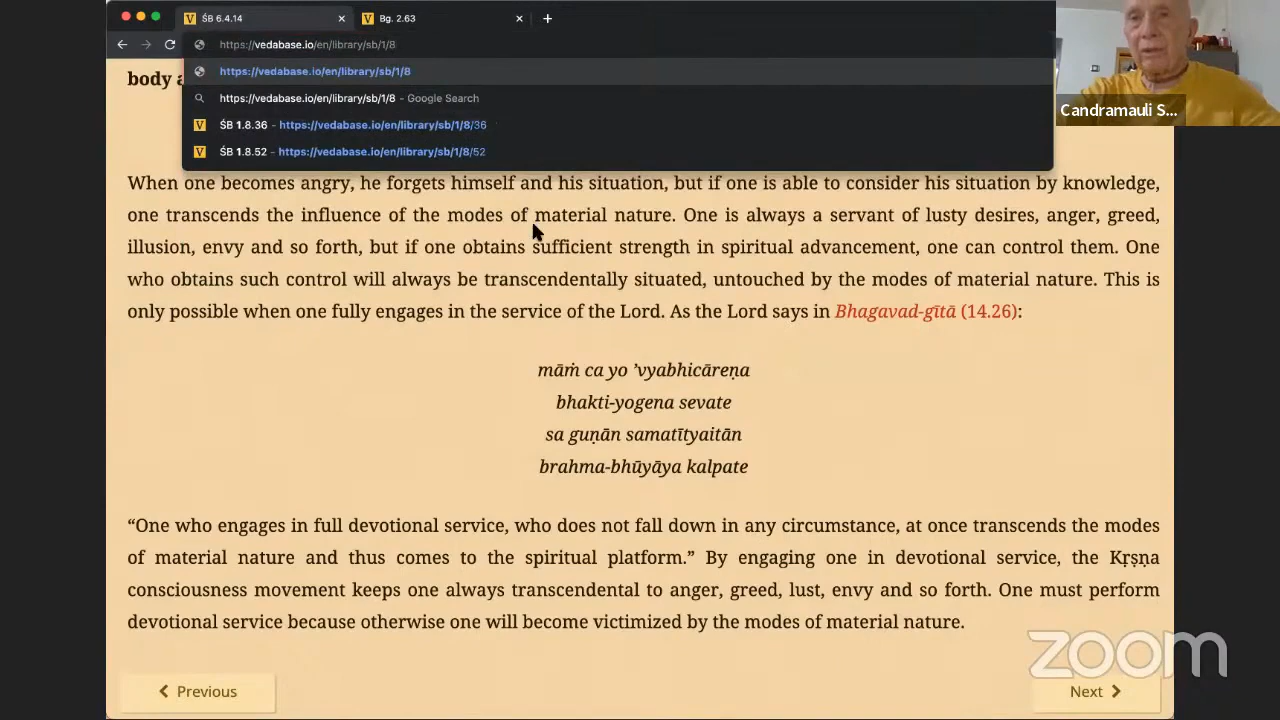 ŚB 6.4.14
Bg. 2.63
https://vedabase.io/en/library/sb/1/8
https://vedabase.io/en/library/sb/1/8
https://vedabase.io/en/library/sb/1/8 - Google Search
ŚB 1.8.36 - https://vedabase.io/en/library/sb/1/8/36
ŚB 1.8.52 - https://vedabase.io/en/library/sb/1/8/52
Candramauli S...
body
When one becomes angry, he forgets himself and his situation, but if one is able to consider his situation by knowledge,
one transcends the influence of the modes of material nature. One is always a servant of lusty desires, anger, greed,
illusion, envy and so forth, but if one obtains sufficient strength in spiritual advancement, one can control them. One
who obtains such control will always be transcendentally situated, untouched by the modes of material nature. This is
only possible when one fully engages in the service of the Lord. As the Lord says in Bhagavad-gītā (14.26):
māṁ ca yo ’vyabhicāreṇa
bhakti-yogena sevate
sa guṇān samatītyaitān
brahma-bhūyāya kalpate
“One who engages in full devotional service, who does not fall down in any circumstance, at once transcends the modes
of material nature and thus comes to the spiritual platform.” By engaging one in devotional service, the Kṛṣṇa
consciousness movement keeps one always transcendental to anger, greed, lust, envy and so forth. One must perform
devotional service because otherwise one will become victimized by the modes of material nature.
zoom
Previous
Next